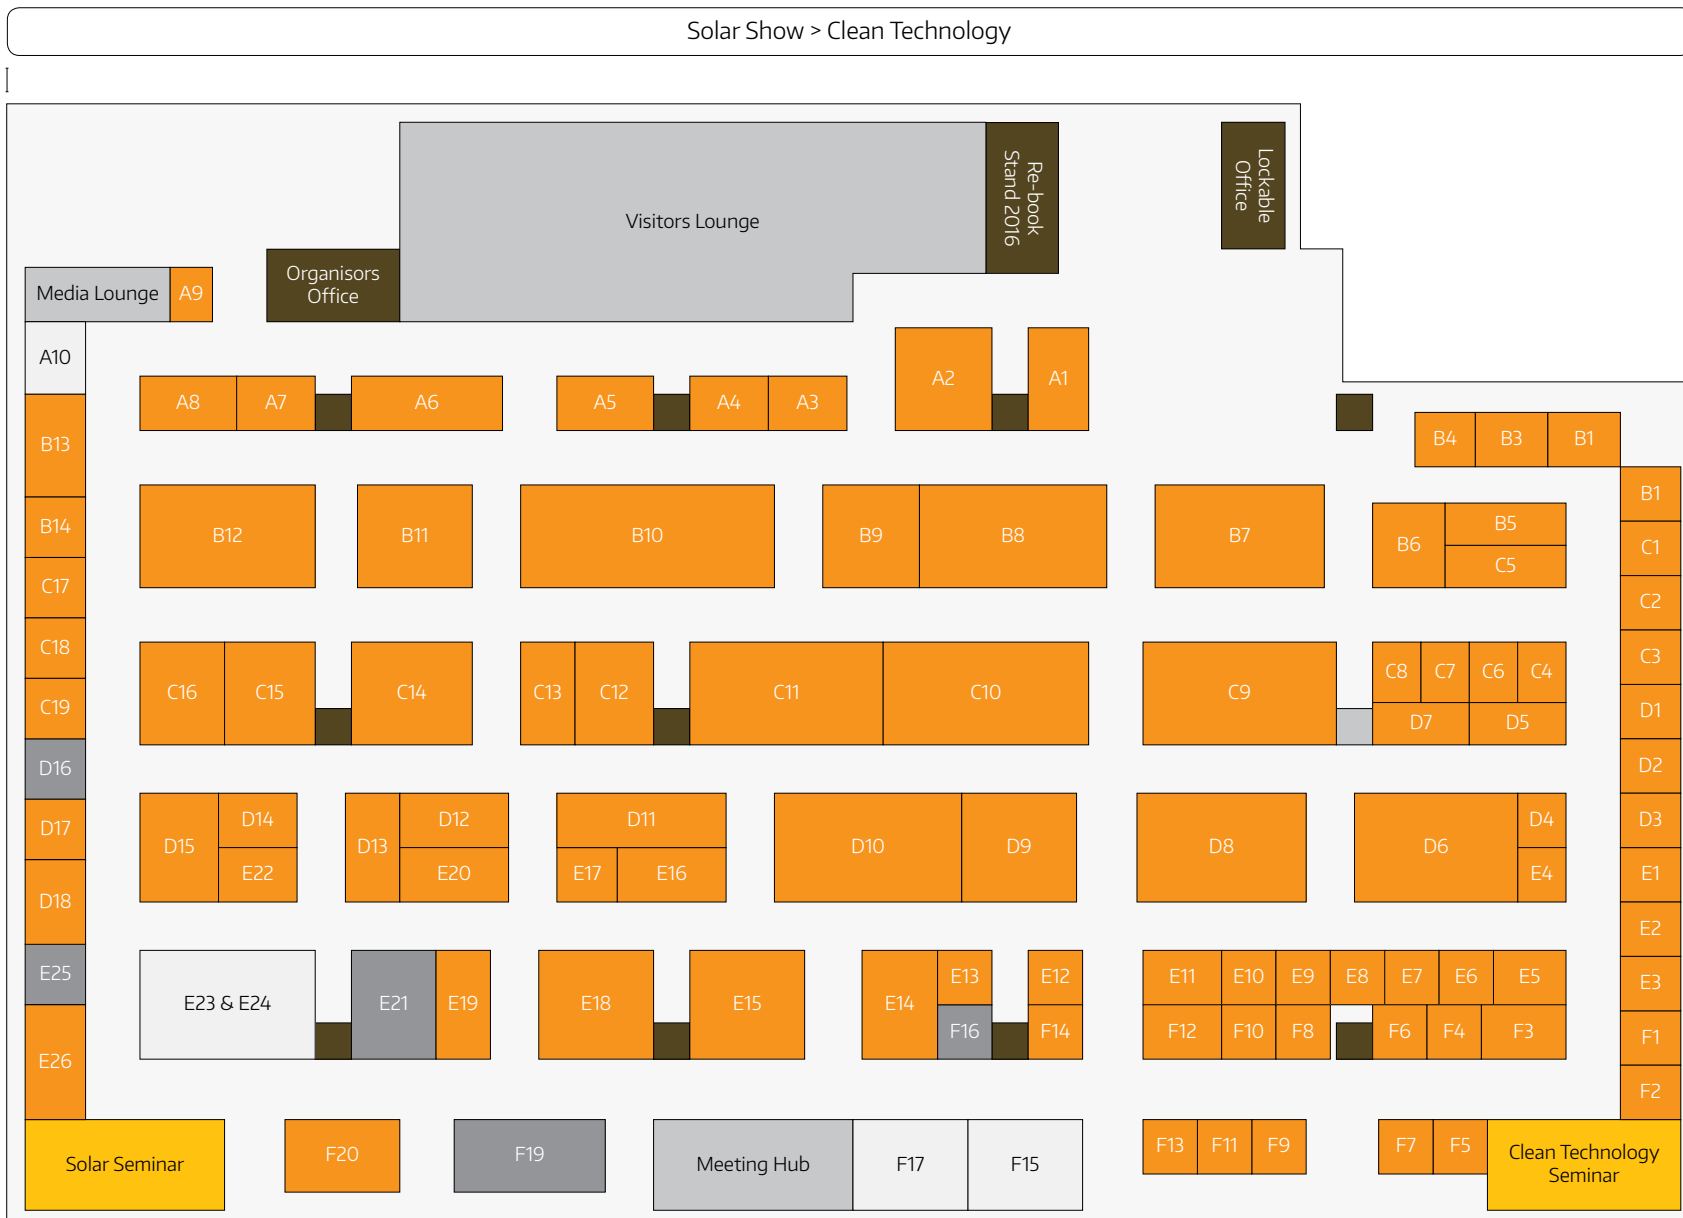 Solar Show > Clean Technology
Re-book
Stand 2016
Lockable
Office
Visitors Lounge
Organisors
Office
Media Lounge
A9
A10
A8
A7
A6
A5
A4
A3
A2
A1
B13
B4
B3
B1
B14
B12
B11
B10
B9
B8
B7
B6
B5
C5
B1
C1
C17
C2
C18
C16
C15
C14
C13
C12
C11
C10
C9
C8
C7
C6
C4
D7
D5
C3
C19
D1
D16
D2
D17
D15
D14
E22
D13
D12
E20
D11
E17
E16
D10
D9
D8
D6
D4
E4
D3
E1
D18
E2
E25
E23 & E24
E21
E19
E18
E15
E14
E13
F16
E12
F14
E11
E10
E9
E8
E7
E6
E5
F12
F10
F8
F6
F4
F3
E3
F1
E26
F2
Solar Seminar
F20
F19
Meeting Hub
F17
F15
F13
F11
F9
F7
F5
Clean Technology
Seminar